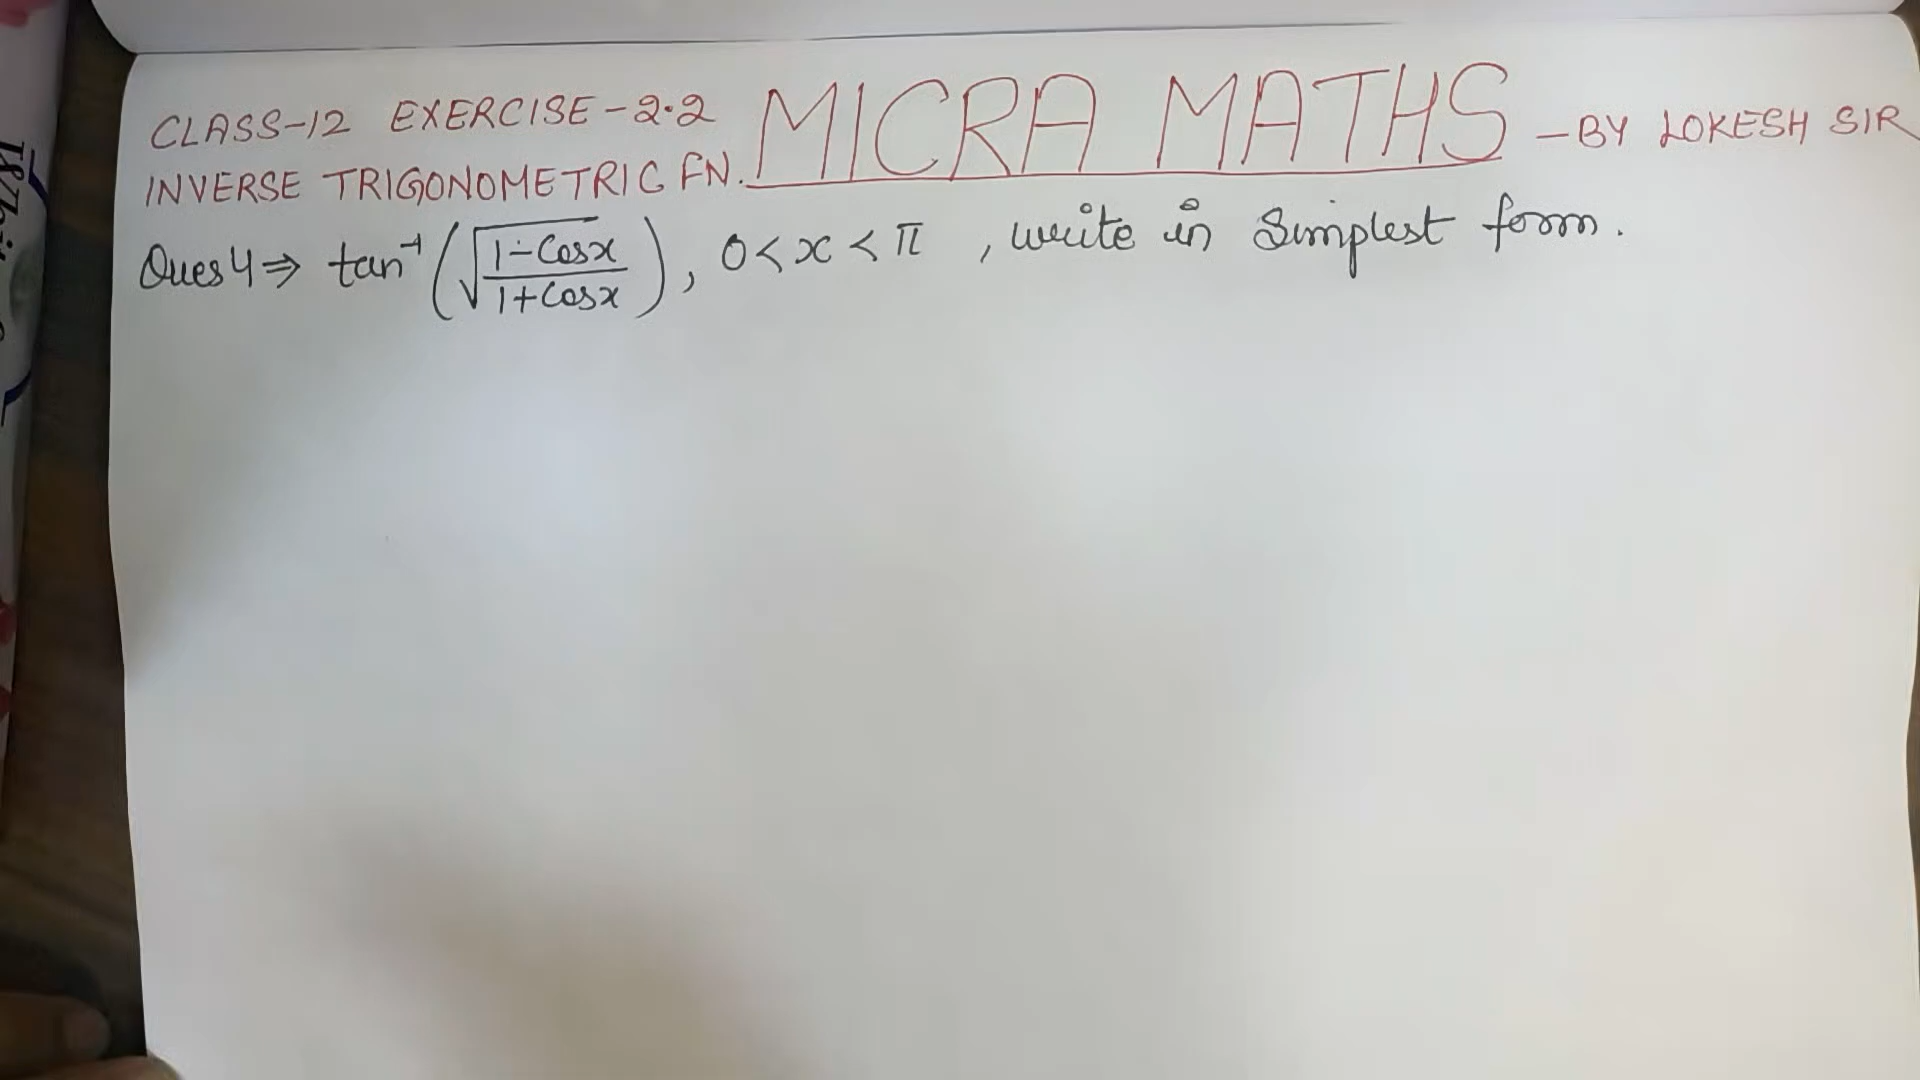 CLASS-12 EXERCISE-2.2 MICRA MATHS -BY LOKESH SIR
INVERSE TRIGONOMETRIC FN.
Ques 4⇒ tan⁻¹(√(1-Cosx/1+Cosx)), 0<x<π , write in Simplest form.